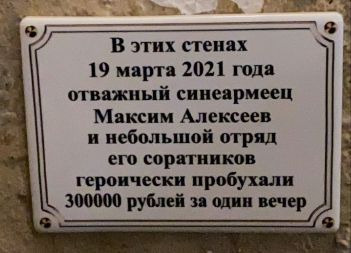 В этих стенах
19 марта 2021 года
отважный синеармеец
Максим Алексеев
и небольшой отряд
его соратников
героически пробухали
300000 рублей за один вечер